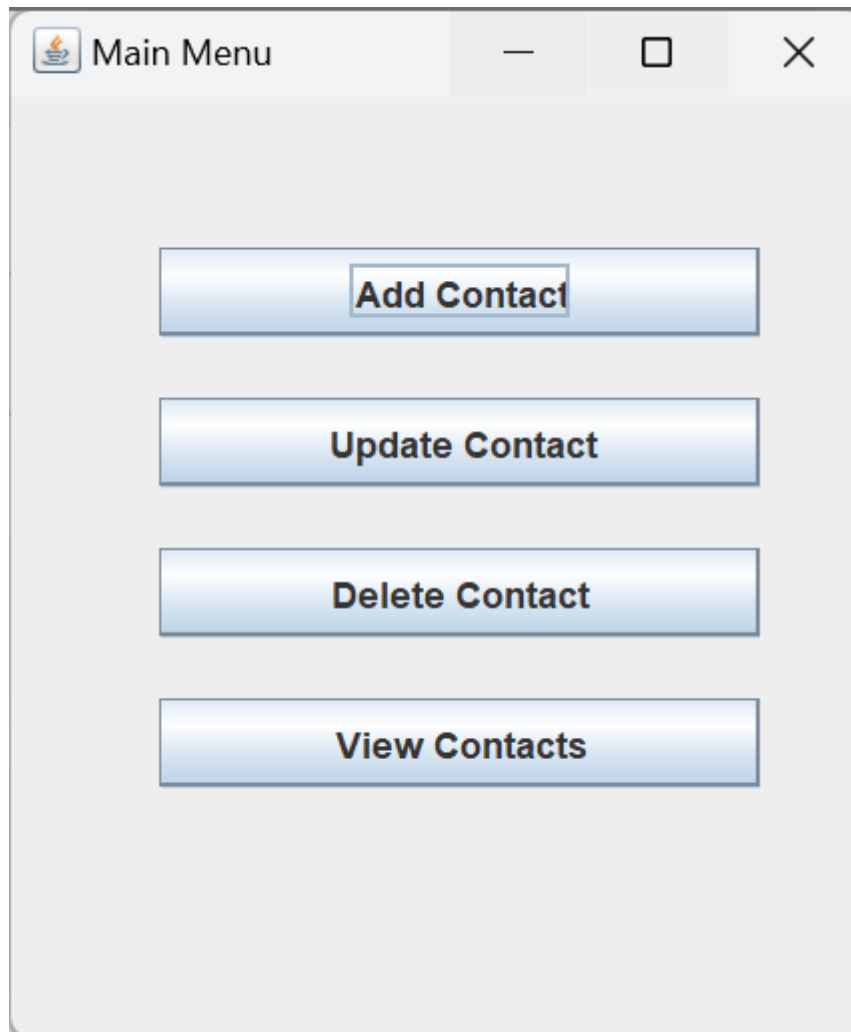 Main Menu
Add Contact
Update Contact
Delete Contact
View Contacts